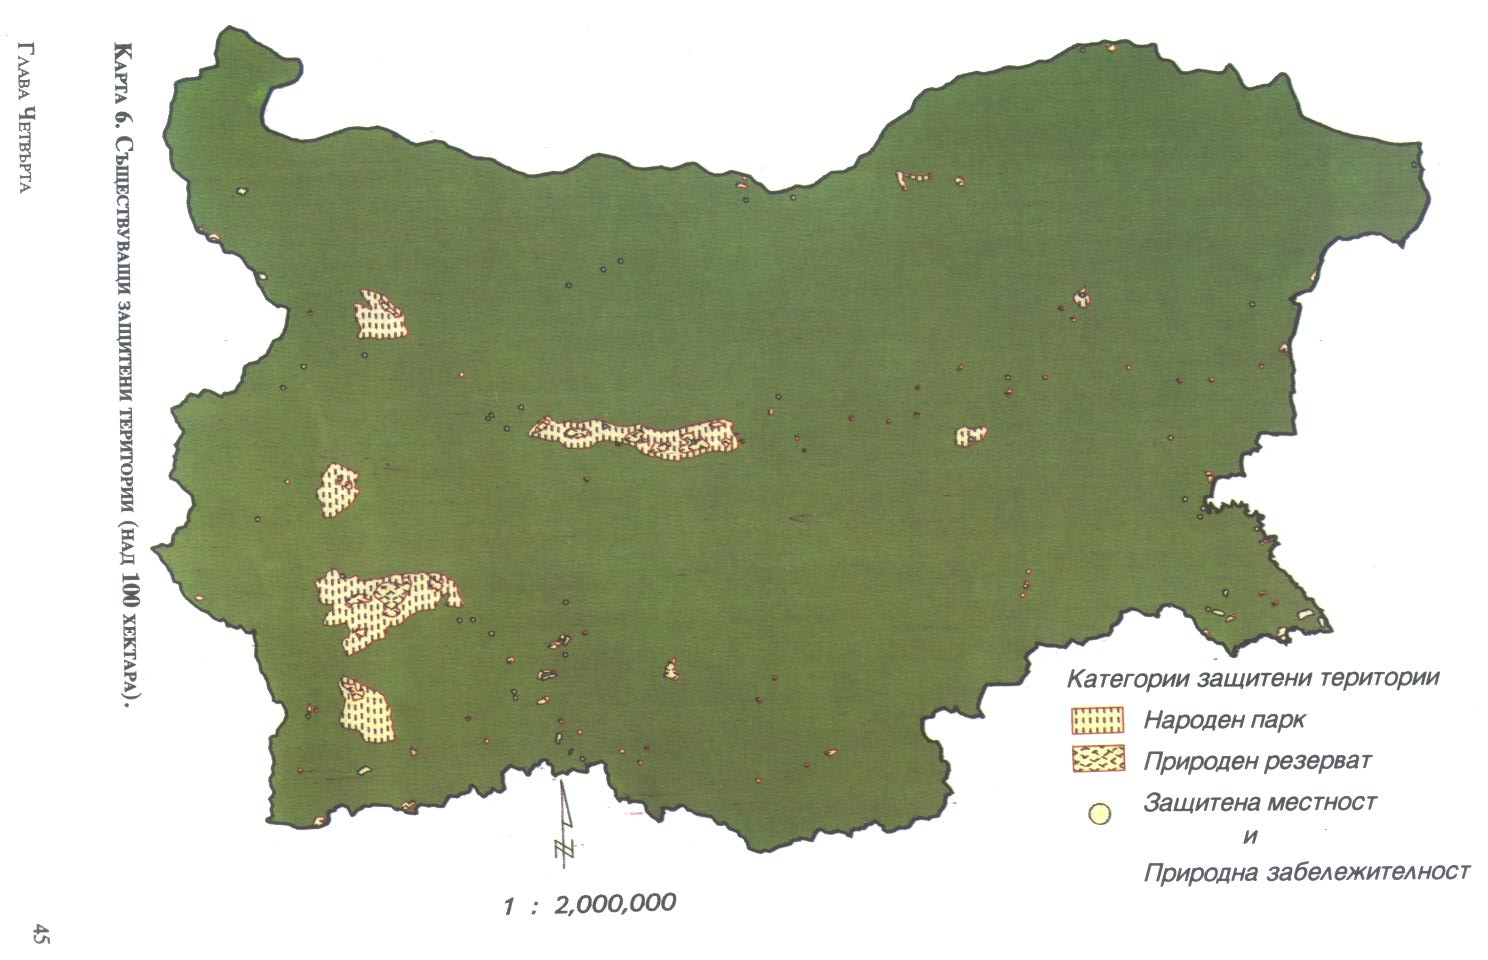 Глава Четвърта
Карта 6. Съществуващи защитени територии (над 100 хектара).
Категории защитени територии
Народен парк
Природен резерват
Защитена местност
и
Природна забележителност
1 : 2,000,000
45